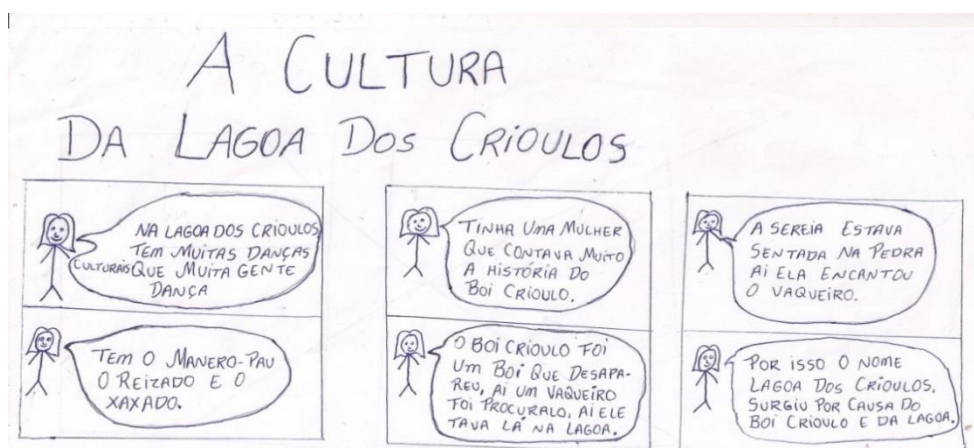 A CULTURA
DA LAGOA DOS CRIOULOS
NA LAGOA DOS CRIOULOS
TEM MUITAS DANÇAS
CULTURAIS QUE MUITA GENTE
DANÇA
TEM O MANERO-PAU
O REIZADO E O
XAXADO.
TINHA UMA MULHER
QUE CONTAVA MUITO
A HISTÓRIA DO
BOI CRIOULO.
O BOI CRIOULO FOI
UM BOI QUE DESAPA-
REU, AI UM VAQUEIRO
FOI PROCURALO, AI ELE
TAVA LÁ NA LAGOA.
A SEREIA ESTAVA
SENTADA NA PEDRA
AI ELA ENCANTOU
O VAQUEIRO.
POR ISSO O NOME
LAGOA DOS CRIOULOS,
SURGIU POR CAUSA DO
BOI CRIOULO E DA LAGOA.